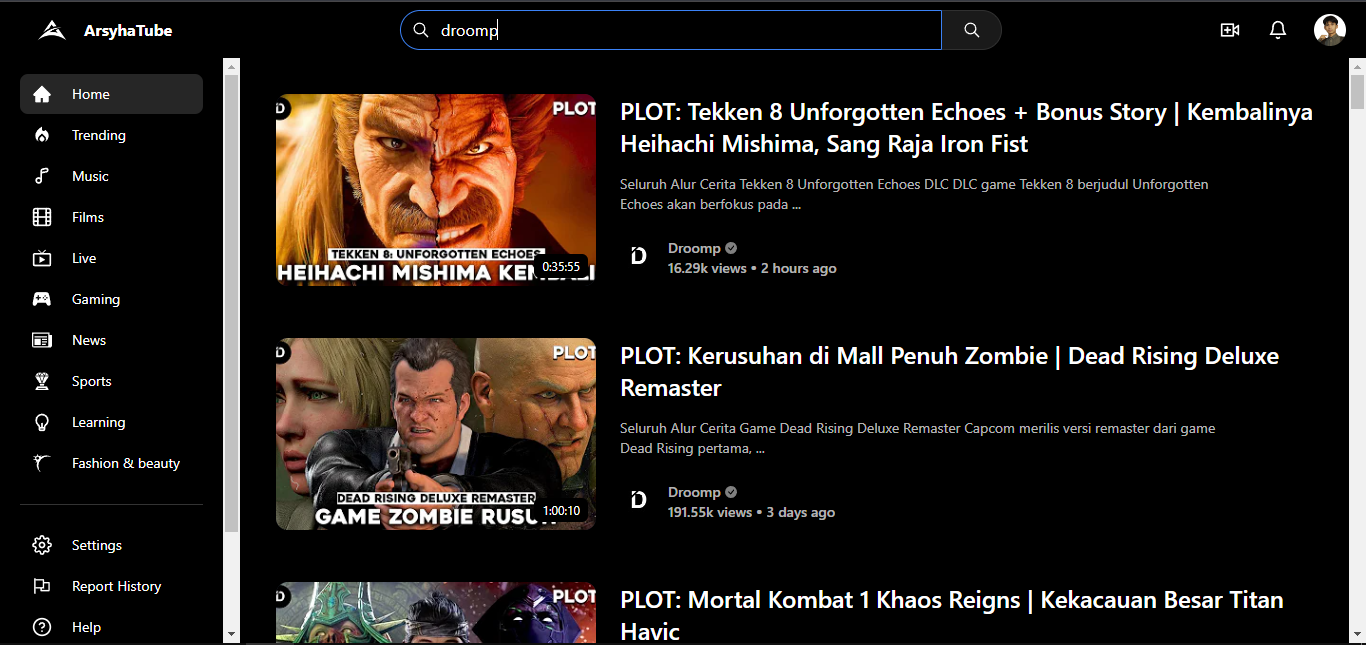 ArsyhaTube
droomp
Home
Trending
Music
Films
Live
Gaming
News
Sports
Learning
Fashion & beauty
Settings
Report History
Help
PLOT
TEKKEN 8: UNFORGOTTEN ECHOES
HEIHACHI MISHIMA KEMBALI
0:35:55
PLOT: Tekken 8 Unforgotten Echoes + Bonus Story | Kembalinya
Heihachi Mishima, Sang Raja Iron Fist
Seluruh Alur Cerita Tekken 8 Unforgotten Echoes DLC DLC game Tekken 8 berjudul Unforgotten
Echoes akan berfokus pada ...
D
Droomp
16.29k views • 2 hours ago
PLOT
DEAD RISING DELUXE REMASTER
GAME ZOMBIE
1:00:10
PLOT: Kerusuhan di Mall Penuh Zombie | Dead Rising Deluxe
Remaster
Seluruh Alur Cerita Game Dead Rising Deluxe Remaster Capcom merilis versi remaster dari game
Dead Rising pertama, ...
D
Droomp
191.55k views • 3 days ago
PLOT
PLOT: Mortal Kombat 1 Khaos Reigns | Kekacauan Besar Titan
Havic